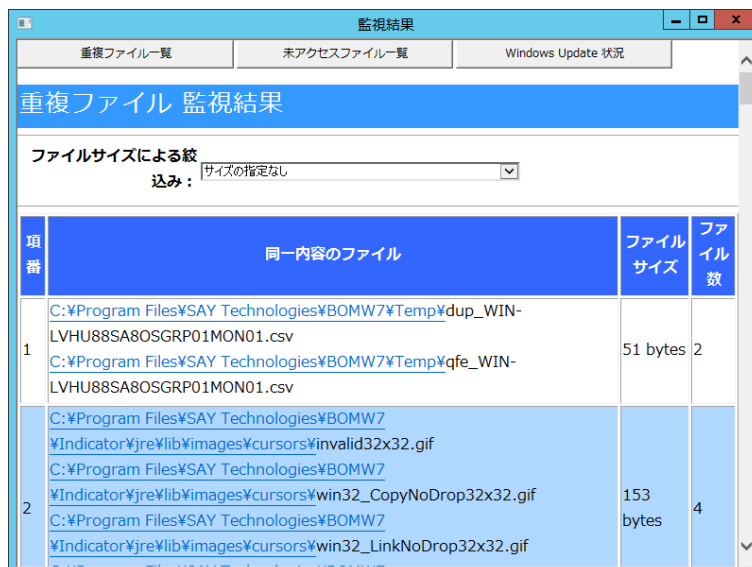 監視結果
重複ファイル一覧
未アクセスファイル一覧
Windows Update 状況
重複ファイル 監視結果
ファイルサイズによる絞
込み：
サイズの指定なし
項
番
同一内容のファイル
ファイル
サイズ
ファ
イル
数
1
C:¥Program Files¥SAY Technologies¥BOMW7¥Temp¥dup_WIN-
LVHU88SA8OSGRP01MON01.csv
C:¥Program Files¥SAY Technologies¥BOMW7¥Temp¥qfe_WIN-
LVHU88SA8OSGRP01MON01.csv
51 bytes
2
2
C:¥Program Files¥SAY Technologies¥BOMW7
¥Indicator¥jre¥lib¥images¥cursors¥invalid32x32.gif
C:¥Program Files¥SAY Technologies¥BOMW7
¥Indicator¥jre¥lib¥images¥cursors¥win32_CopyNoDrop32x32.gif
C:¥Program Files¥SAY Technologies¥BOMW7
¥Indicator¥jre¥lib¥images¥cursors¥win32_LinkNoDrop32x32.gif
153
bytes
4